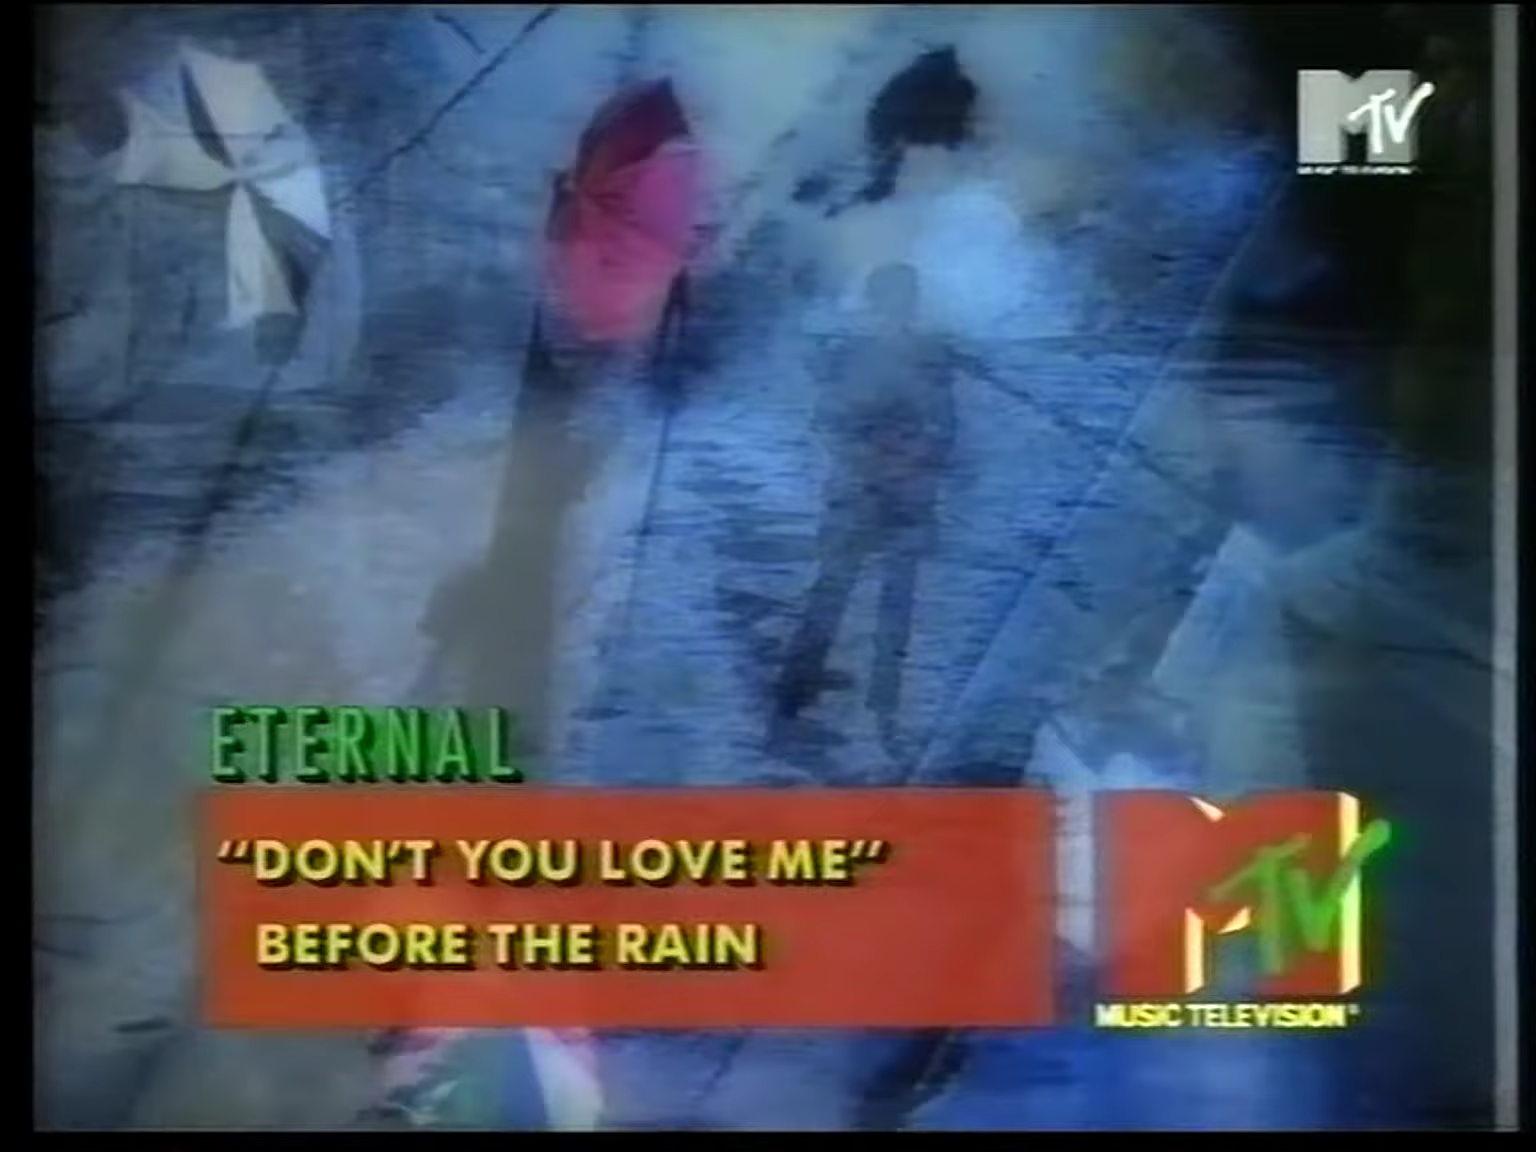 MTV
ETERNAL
"DON'T YOU LOVE ME"
BEFORE THE RAIN
MTV
MUSIC TELEVISION®